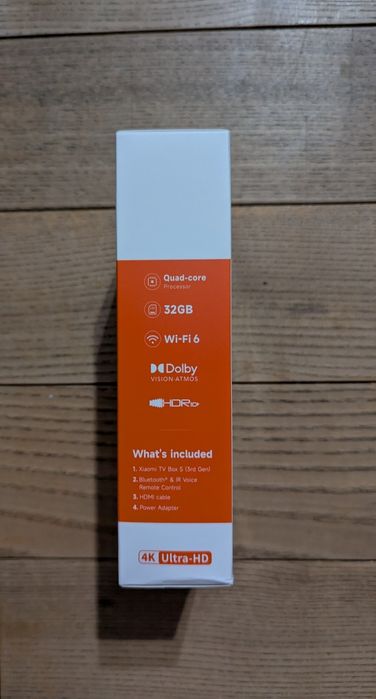 Quad-core
Processor
32GB
Wi-Fi 6
Dolby
VISION·ATMOS
HDR10+
What's included
1. Xiaomi TV Box S (3rd Gen)
2. Bluetooth® & IR Voice
Remote Control
3. HDMI cable
4. Power Adapter
4K Ultra-HD